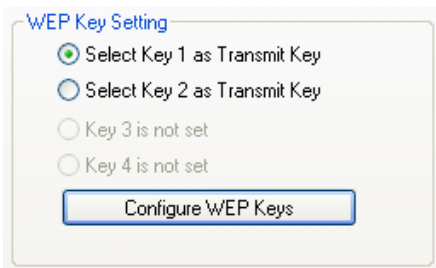 WEP Key Setting
Select Key 1 as Transmit Key
Select Key 2 as Transmit Key
Key 3 is not set
Key 4 is not set
Configure WEP Keys